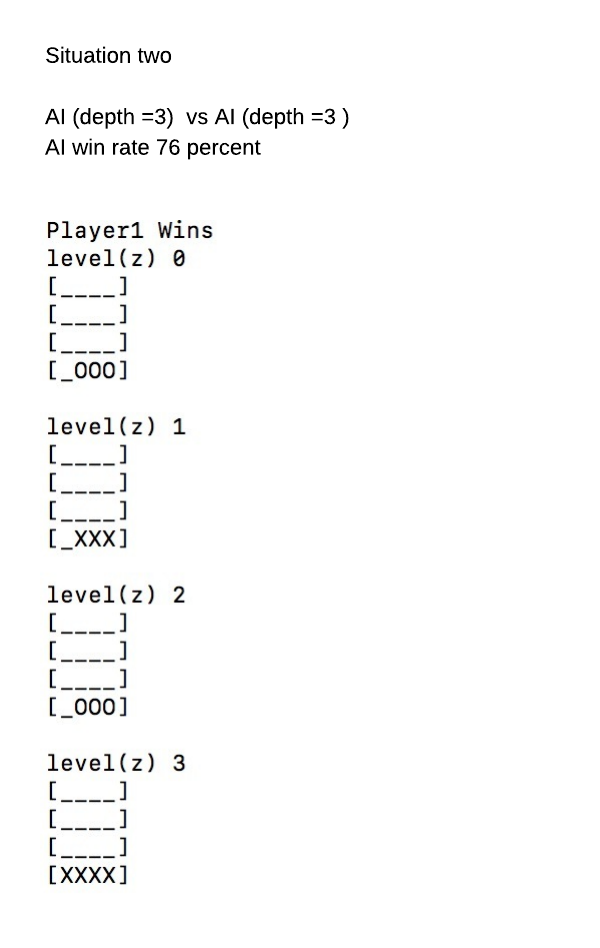 Situation two
AI (depth =3)  vs AI (depth =3 )
AI win rate 76 percent
Player1 Wins
level(z) 0
[____]
[____]
[____]
[_OOO]
level(z) 1
[____]
[____]
[____]
[_XXX]
level(z) 2
[____]
[____]
[____]
[_OOO]
level(z) 3
[____]
[____]
[____]
[XXXX]